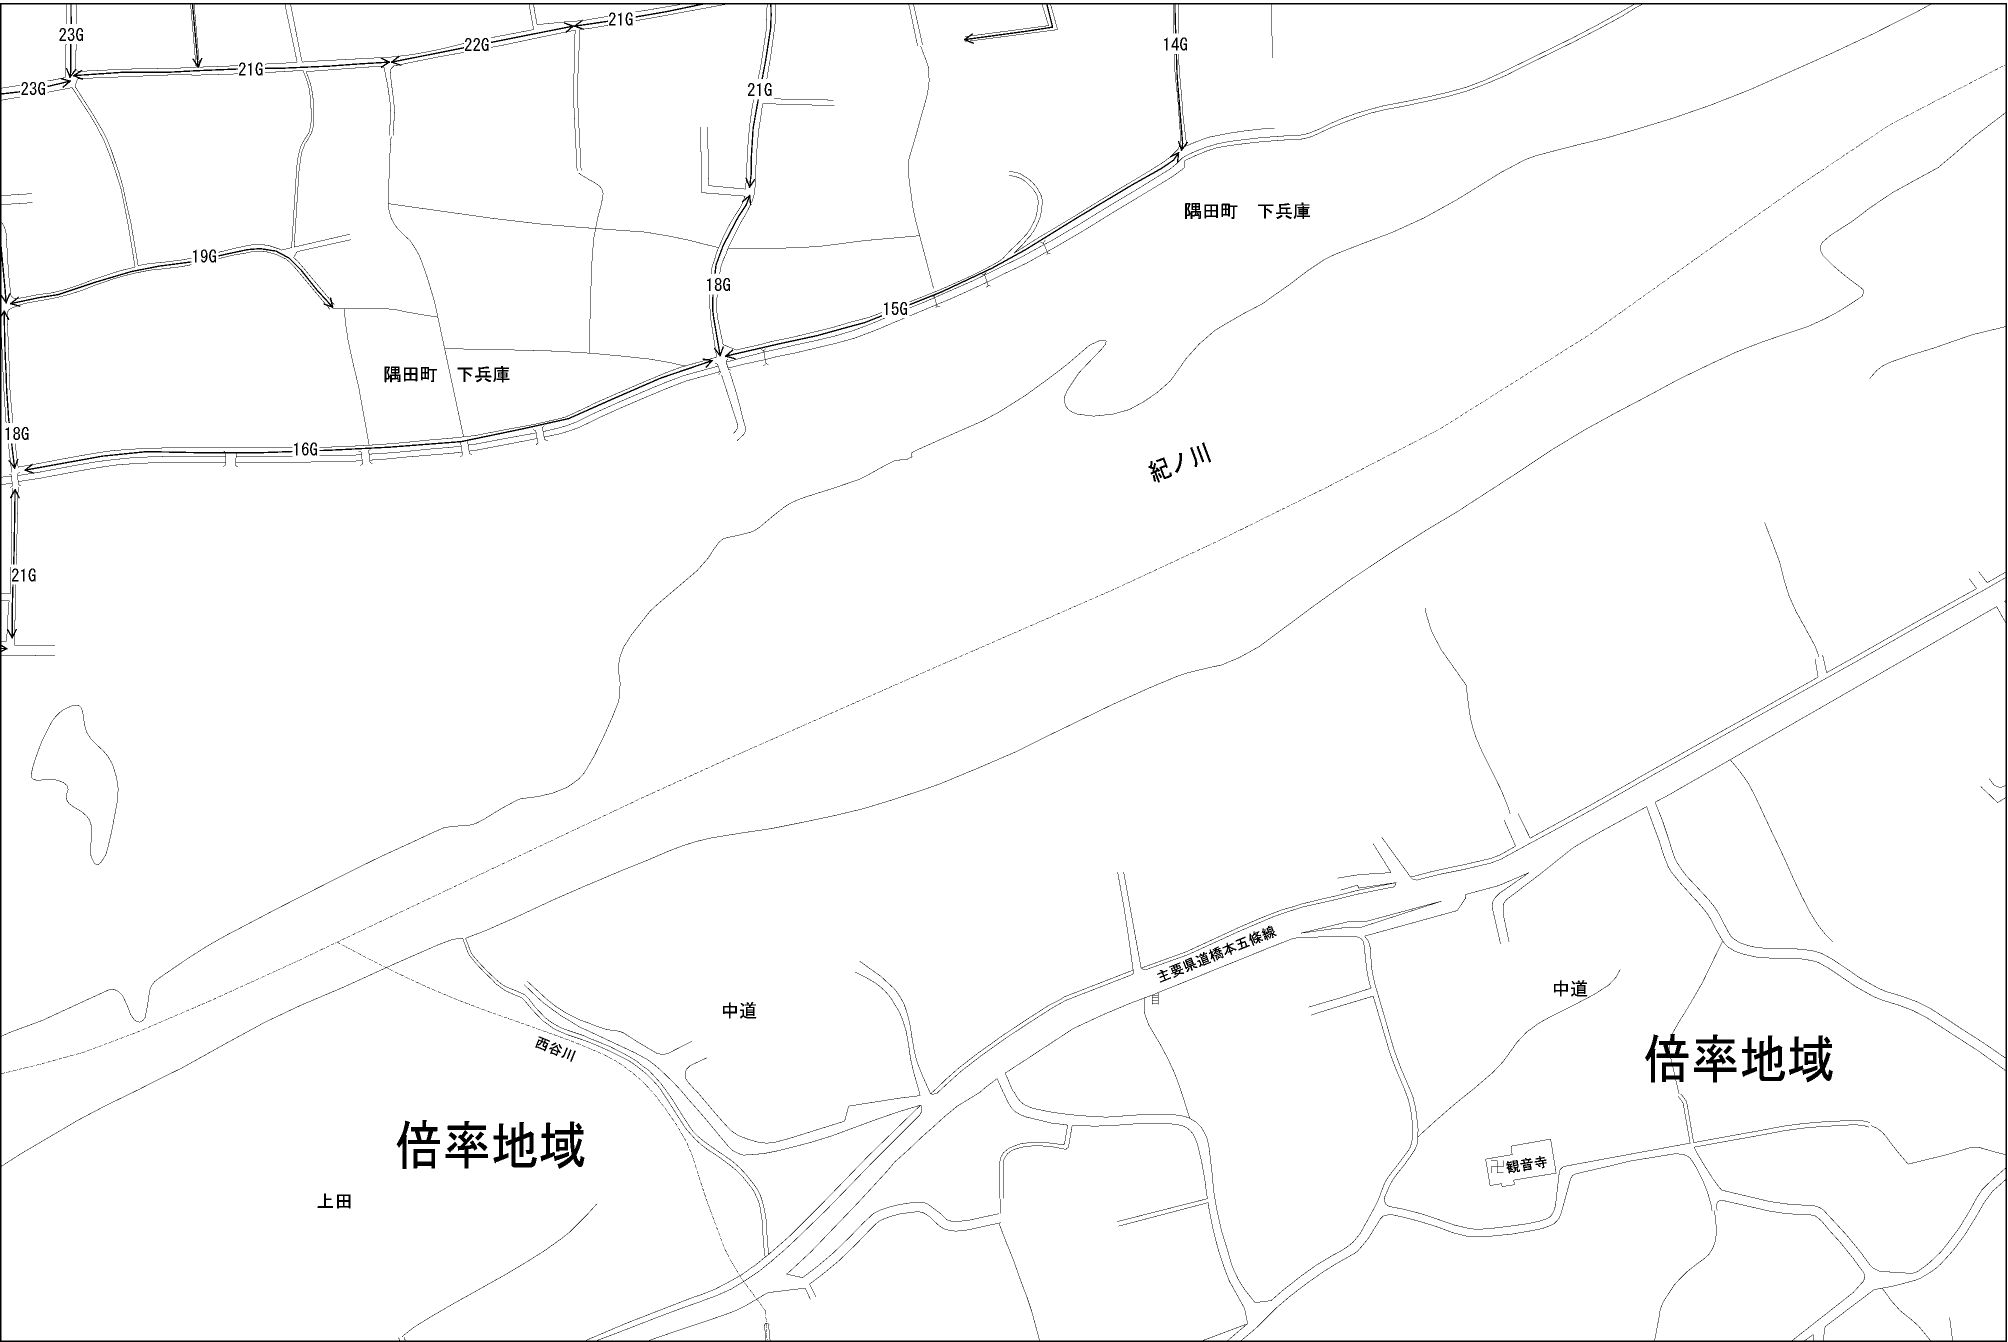 21G
23G
22G
14G
21G
23G
21G
隅田町　下兵庫
19G
18G
15G
隅田町　下兵庫
18G
16G
紀ノ川
21G
主要県道橋本五條線
中道
中道
西谷川
倍率地域
倍率地域
卍観音寺
上田